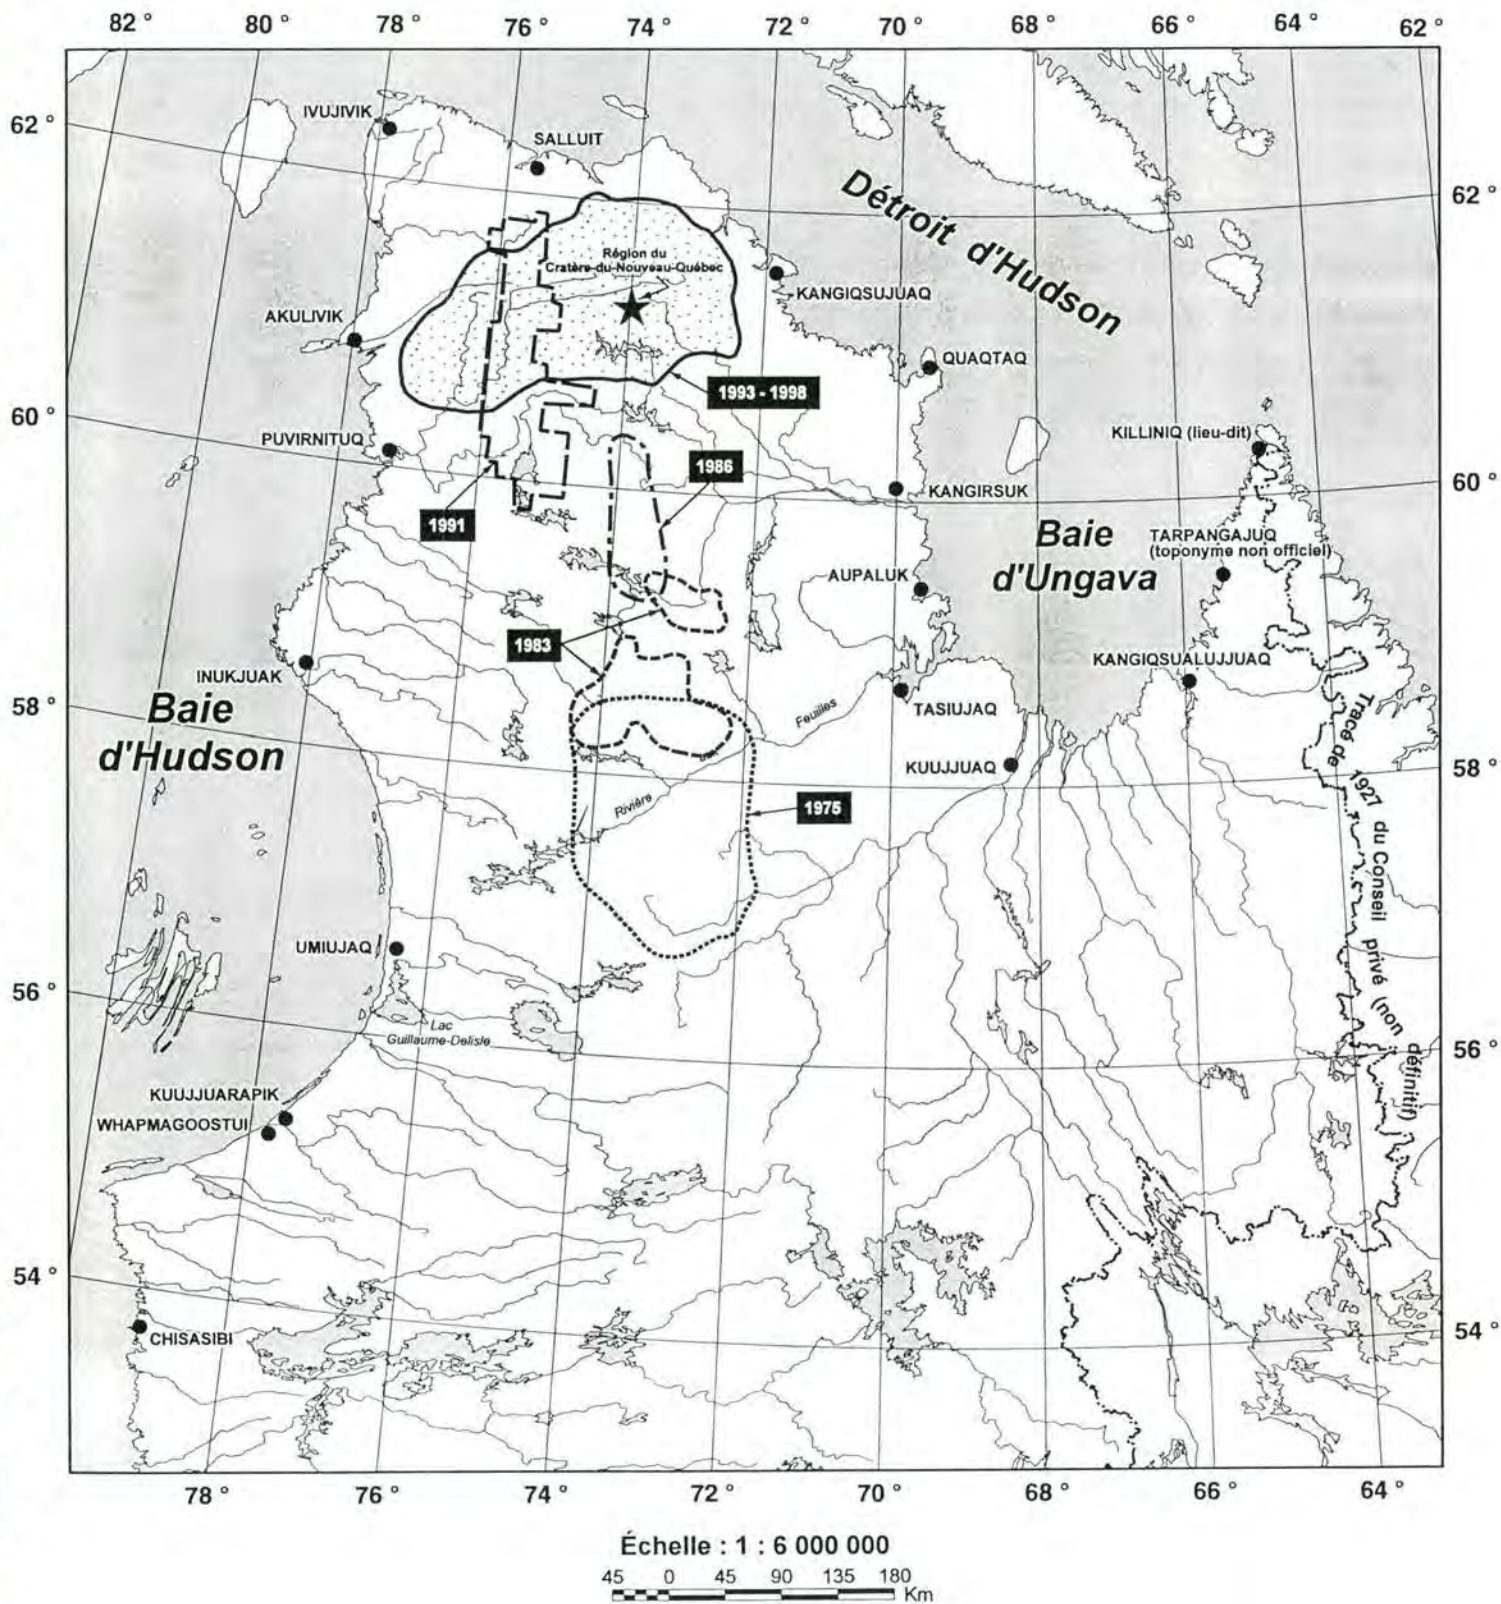 82 ° 80 ° 78 ° 76 ° 74 ° 72 ° 70 ° 68 ° 66 ° 64 ° 62 °
IVUJIVIK
62 °
SALLUIT
62 °
Détroit d'Hudson
Région du
Cratère-du-Nouveau-Québec
KANGIQSUJUAQ
AKULIVIK
QUAQTAQ
1993 - 1998
60 °
PUVIRNITUQ
KILLINIQ (lieu-dit)
1986
60 °
KANGIRSUK
1991
Baie
d'Ungava
TARPANGAJUQ
(toponyme non officiel)
AUPALUK
1983
KANGIQSUALUJJUAQ
INUKJUAK
58 °
Baie
d'Hudson
TASIUJAQ
Rivière Feuilles
KUUJJUAQ
58 °
Tracé de 1927 du Conseil privé (non définitif)
1975
UMIUJAQ
56 °
Lac
Guillaume-Delisle
56 °
KUUJJUARAPIK
WHAPMAGOOSTUI
54 °
CHISASIBI
54 °
78 ° 76 ° 74 ° 72 ° 70 ° 68 ° 66 ° 64 °
Échelle : 1 : 6 000 000
45 0 45 90 135 180
Km